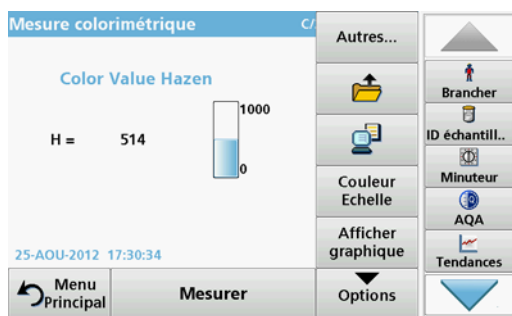 Mesure colorimétrique C/
Color Value Hazen
H = 514
1000
0
25-AOU-2012 17:30:34
Menu
Principal
Mesurer
Autres...
Couleur
Echelle
Afficher
graphique
Options
Brancher
ID échantill..
Minuteur
AQA
Tendances